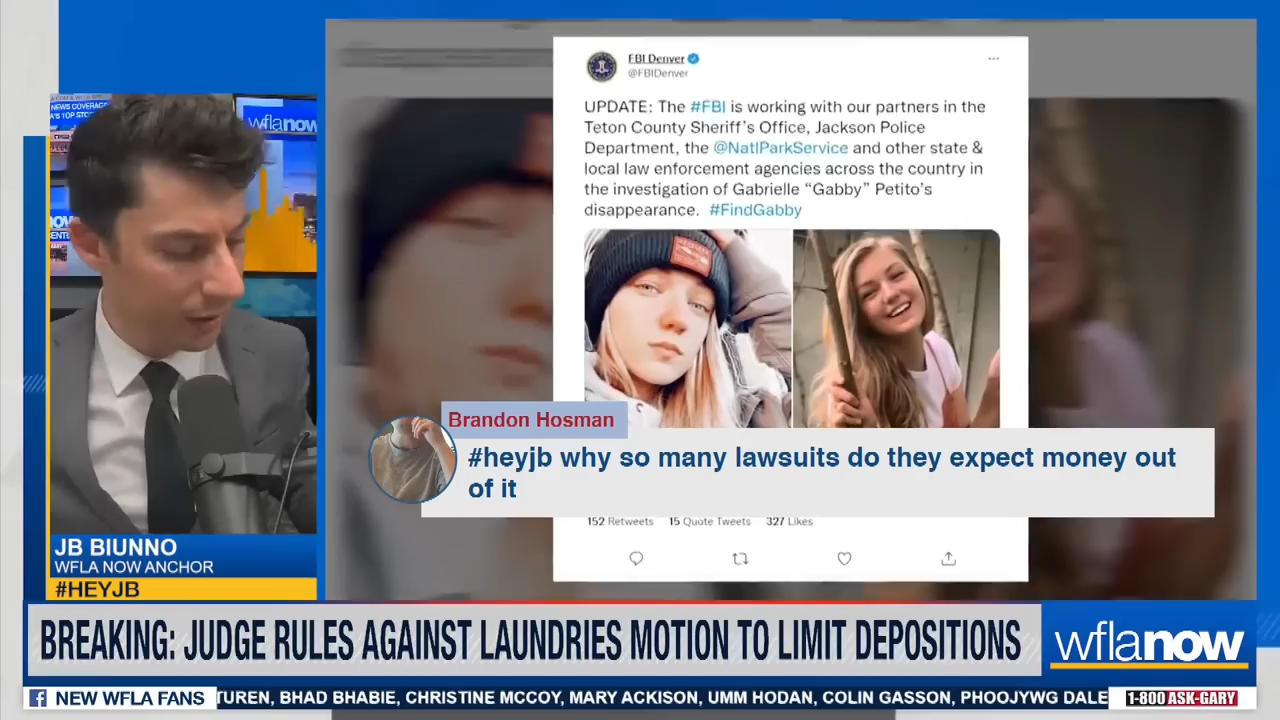 NEWS COVERAGE
wflanow
FBI Denver
@FBIDenver
UPDATE: The #FBI is working with our partners in the
Teton County Sheriff's Office, Jackson Police
Department, the @NatlParkService and other state &
local law enforcement agencies across the country in
the investigation of Gabrielle “Gabby” Petito's
disappearance. #FindGabby
Brandon Hosman
#heyjb why so many lawsuits do they expect money out
of it
152 Retweets 15 Quote Tweets 327 Likes
JB BIUNNO
WFLA NOW ANCHOR
#HEYJB
BREAKING: JUDGE RULES AGAINST LAUNDRIES MOTION TO LIMIT DEPOSITIONS
wflanow
NEW WFLA FANS TUREN, BHAD BHABIE, CHRISTINE MCCOY, MARY ACKISON, UMM HODAN, COLIN GASSON, PHOOJYWG DALE 1-800 ASK-GARY